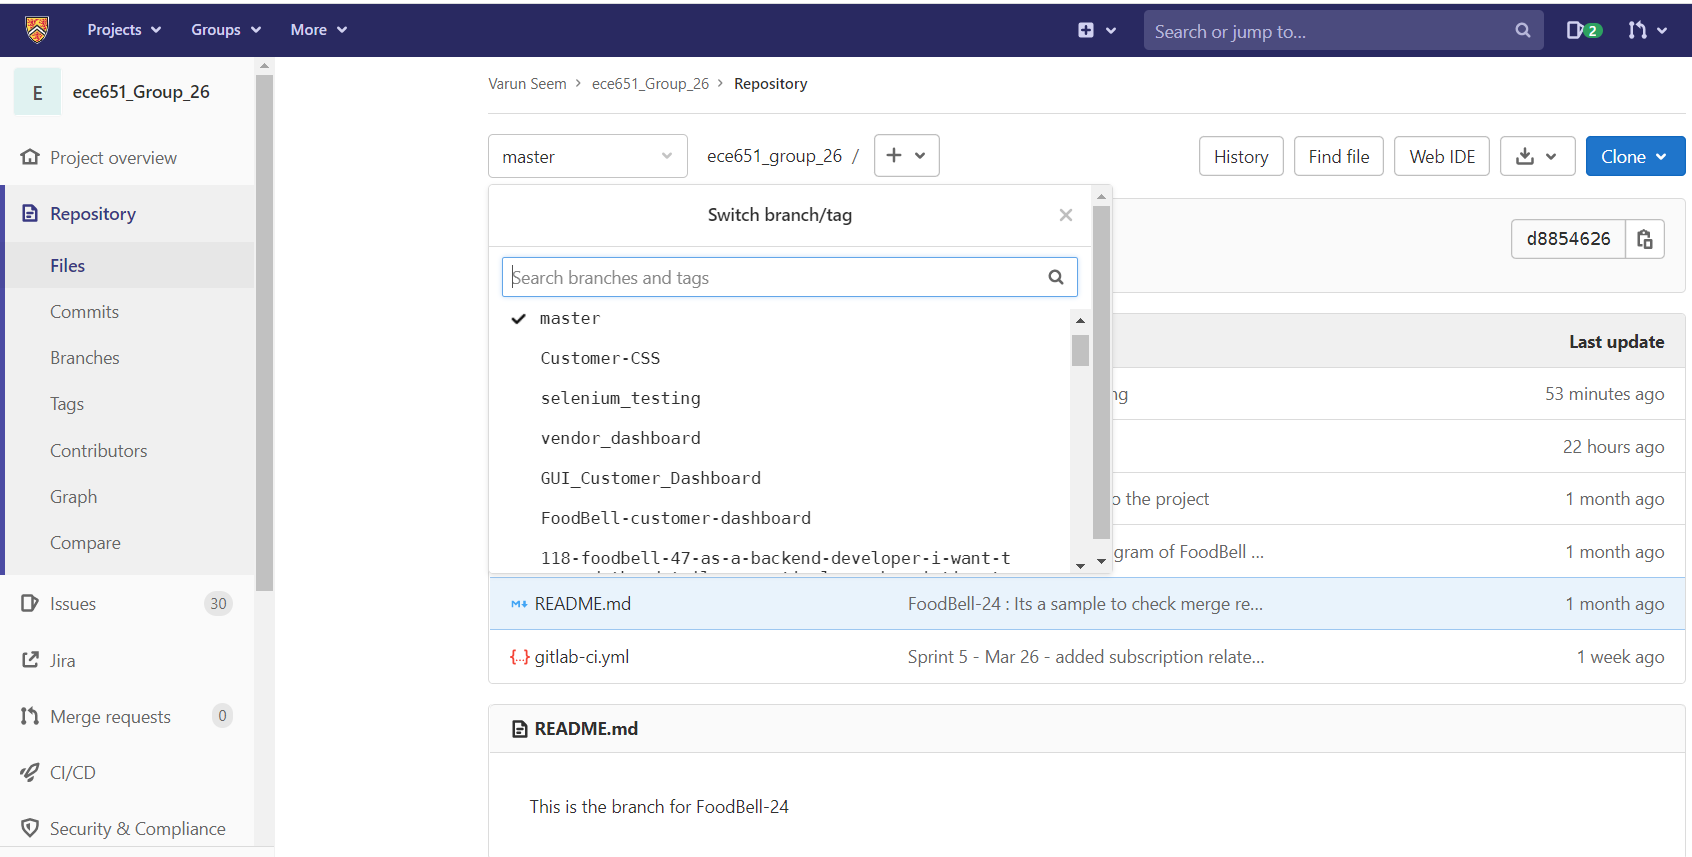 Projects Groups More Search or jump to... 2
E ece651_Group_26
Project overview
Repository
Files
Commits
Branches
Tags
Contributors
Graph
Compare
Issues 30
Jira
Merge requests 0
CI/CD
Security & Compliance
Varun Seem > ece651_Group_26 > Repository
master ece651_group_26 / + History Find file Web IDE Clone
Switch branch/tag
d8854626
Search branches and tags
master
Customer-CSS
selenium_testing
vendor_dashboard
GUI_Customer_Dashboard
FoodBell-customer-dashboard
118-foodbell-47-as-a-backend-developer-i-want-t
Last update
ng 53 minutes ago
22 hours ago
o the project 1 month ago
gram of FoodBell ... 1 month ago
README.md FoodBell-24 : Its a sample to check merge re... 1 month ago
gitlab-ci.yml Sprint 5 - Mar 26 - added subscription relate... 1 week ago
README.md
This is the branch for FoodBell-24